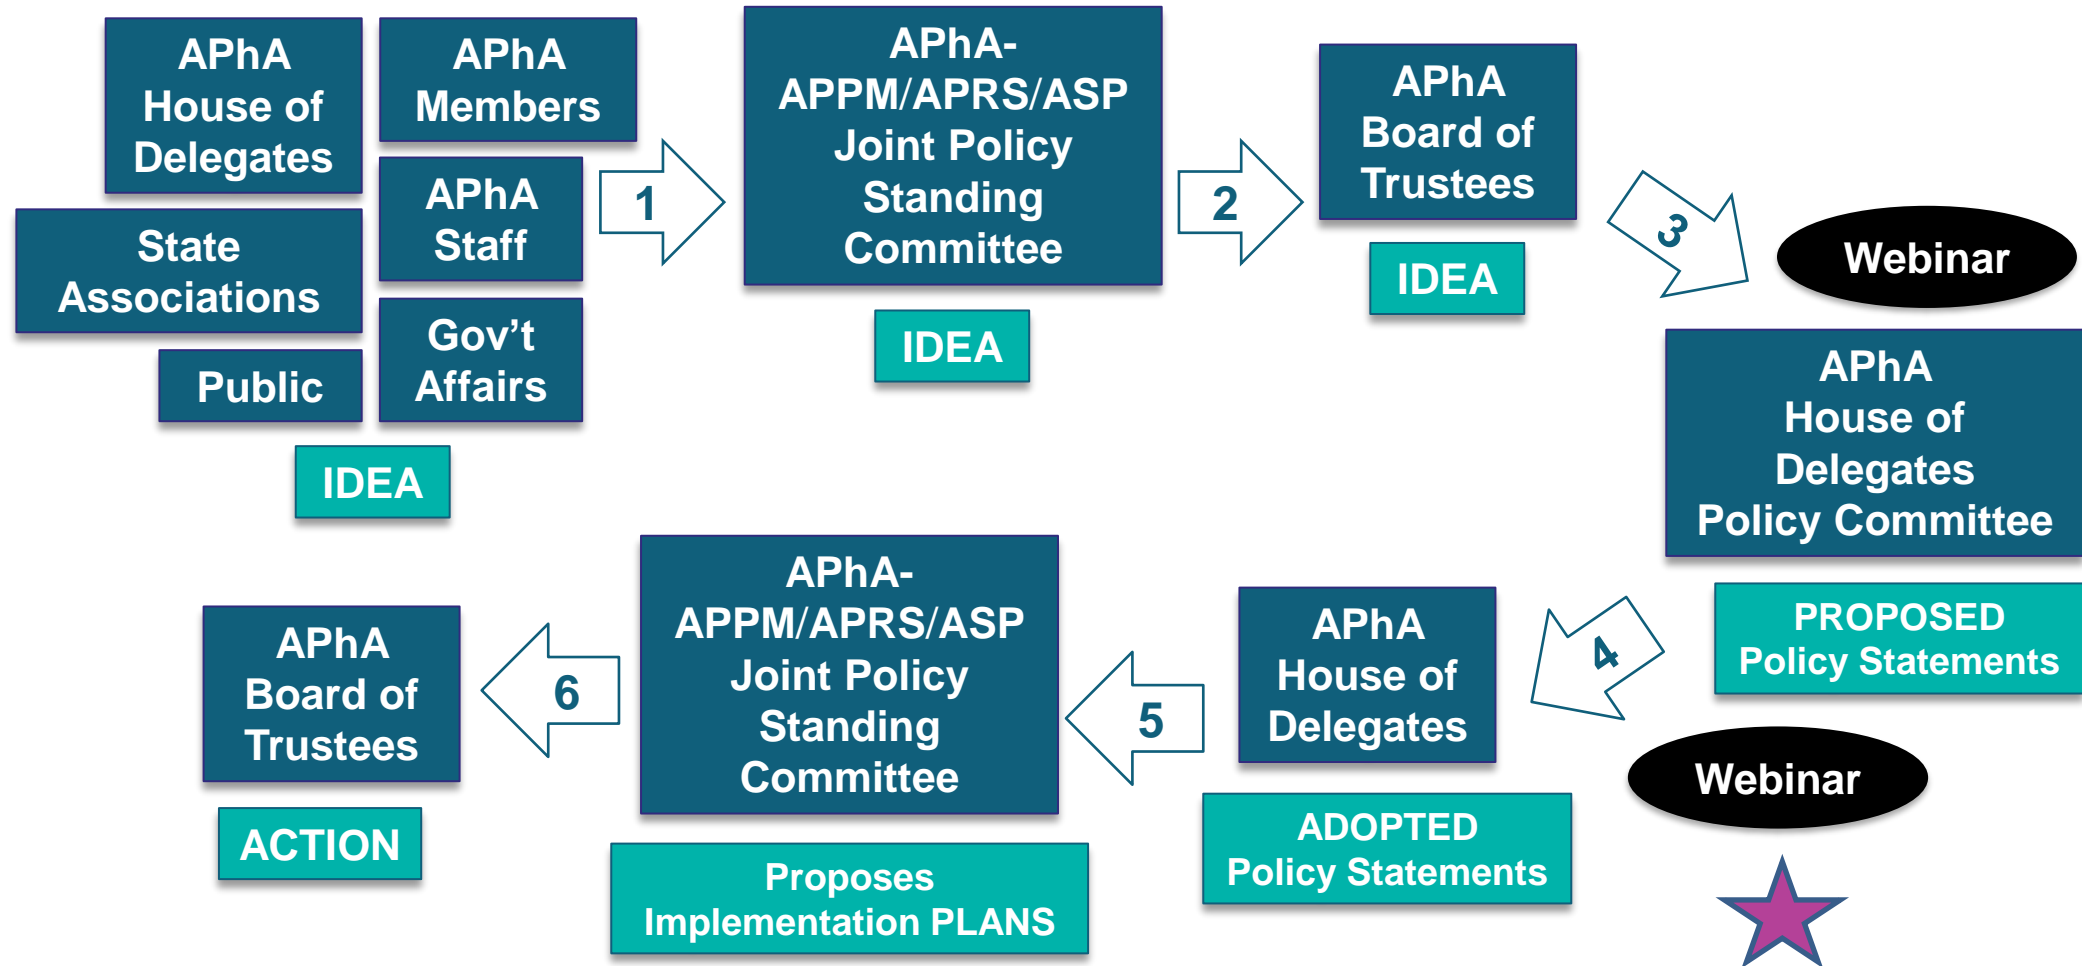 APhA
House of
Delegates
APhA
Members
State
Associations
APhA
Staff
Public
Gov’t
Affairs
IDEA
1
APhA-
APPM/APRS/ASP
Joint Policy
Standing
Committee
IDEA
2
APhA
Board of
Trustees
IDEA
3
Webinar
APhA
House of
Delegates
Policy Committee
PROPOSED
Policy Statements
4
Webinar
APhA
House of
Delegates
ADOPTED
Policy Statements
5
APhA-
APPM/APRS/ASP
Joint Policy
Standing
Committee
Proposes
Implementation PLANS
6
APhA
Board of
Trustees
ACTION